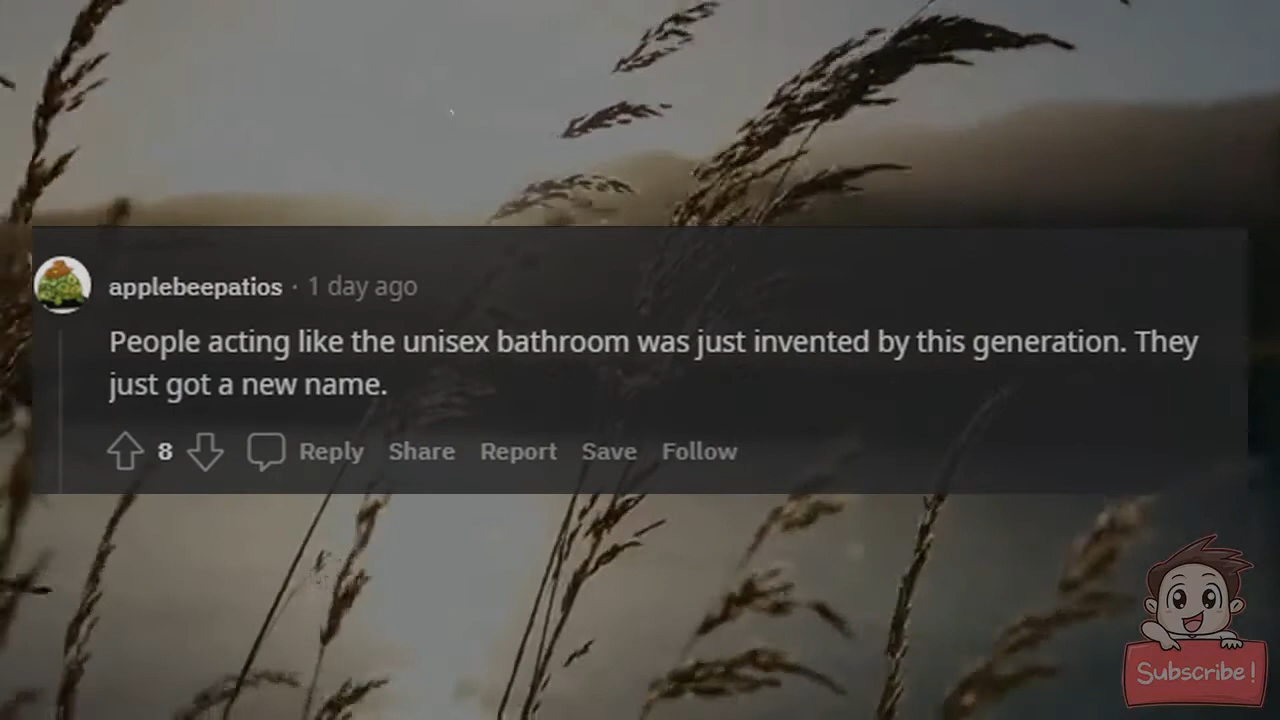 applebeepatios · 1 day ago
People acting like the unisex bathroom was just invented by this generation. They
just got a new name.
8 Reply Share Report Save Follow
Subscribe!